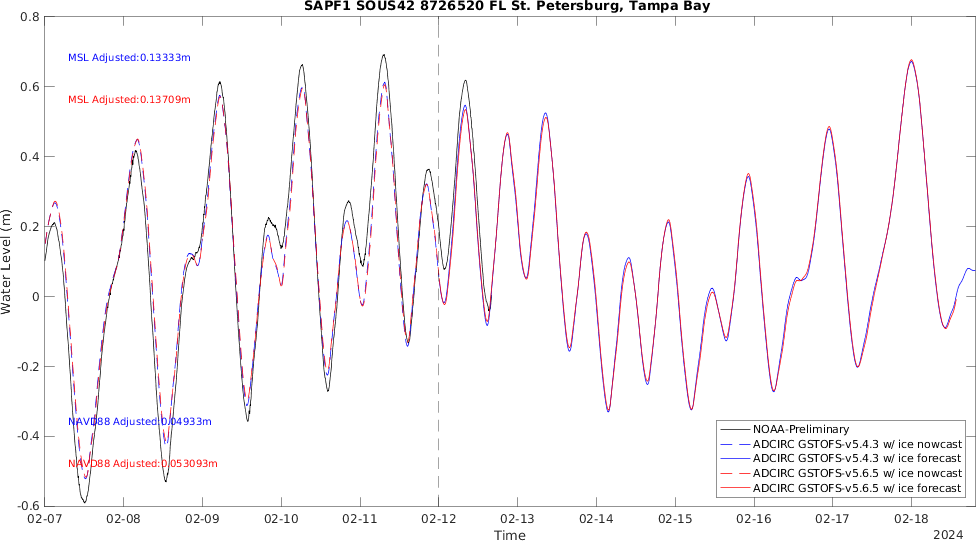 SAPF1 SOUS42 8726520 FL St. Petersburg, Tampa Bay
0.8
0.6
0.4
0.2
0
-0.2
-0.4
-0.6
Water Level (m)
MSL Adjusted:0.13333m
MSL Adjusted:0.13709m
NAVD88 Adjusted:0.04933m
NAVD88 Adjusted:0.053093m
NOAA-Preliminary
ADCIRC GSTOFS-v5.4.3 w/ ice nowcast
ADCIRC GSTOFS-v5.4.3 w/ ice forecast
ADCIRC GSTOFS-v5.6.5 w/ ice nowcast
ADCIRC GSTOFS-v5.6.5 w/ ice forecast
02-07 02-08 02-09 02-10 02-11 02-12 02-13 02-14 02-15 02-16 02-17 02-18
Time
2024